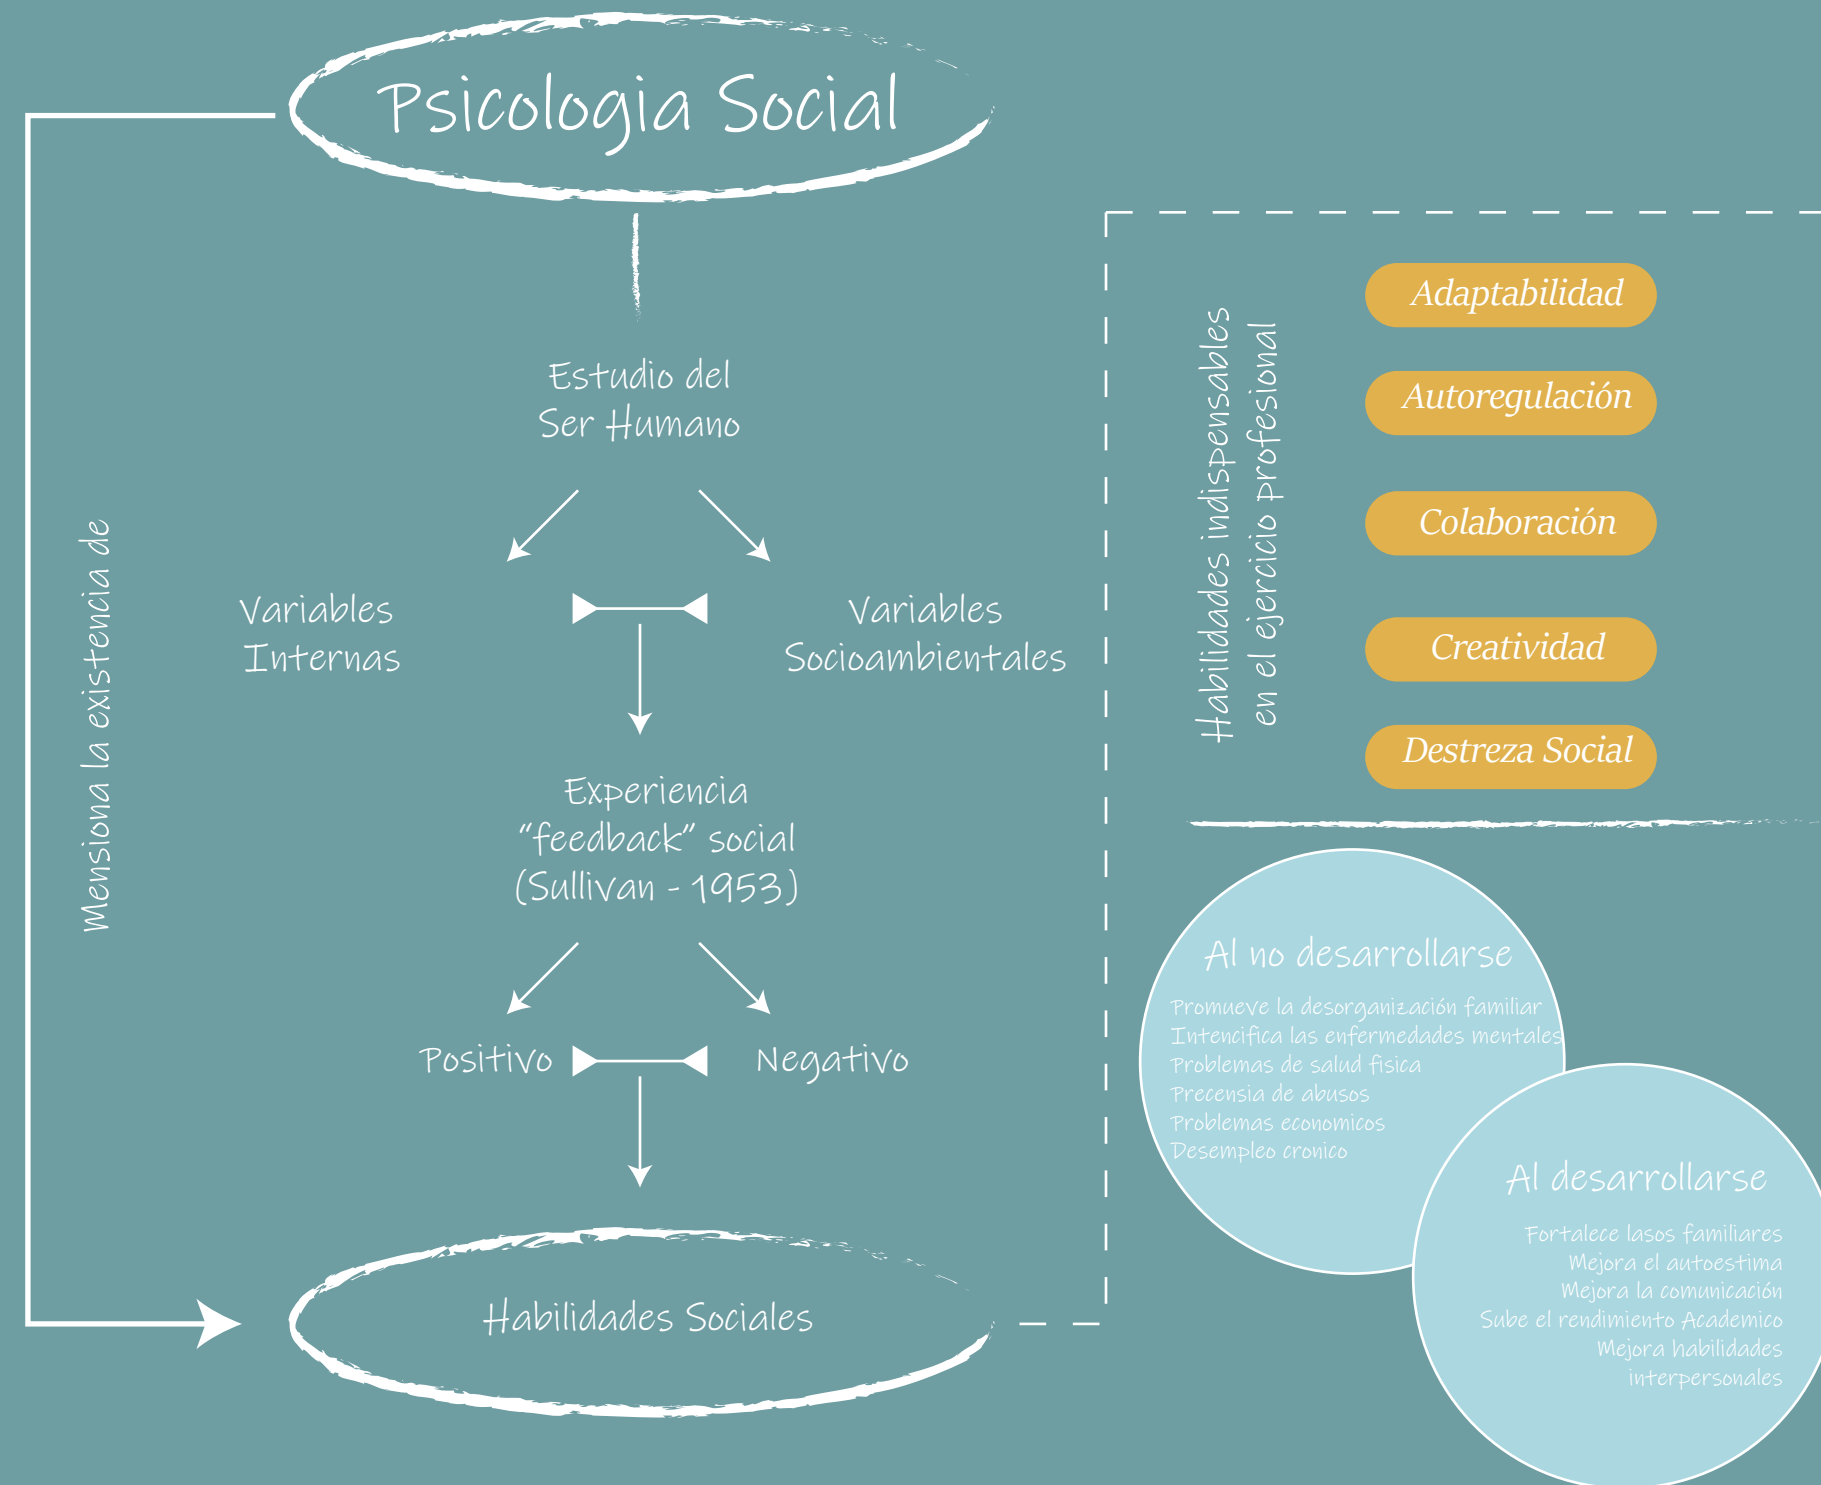 Psicologia Social
Mensiona la existencia de
Estudio del
Ser Humano
Variables
Internas
Variables
Socioambientales
Experiencia
“feedback” social
(Sullivan - 1953)
Positivo
Negativo
Habilidades Sociales
Habilidades indispensables
en el ejercicio profesional
Adaptabilidad
Autoregulación
Colaboración
Creatividad
Destreza Social
Al no desarrollarse
Promueve la desorganización familiar
Intencifica las enfermedades mentales
Problemas de salud fisica
Precensia de abusos
Problemas economicos
Desempleo cronico
Al desarrollarse
Fortalece lasos familiares
Mejora el autoestima
Mejora la comunicación
Sube el rendimiento Academico
Mejora habilidades
interpersonales